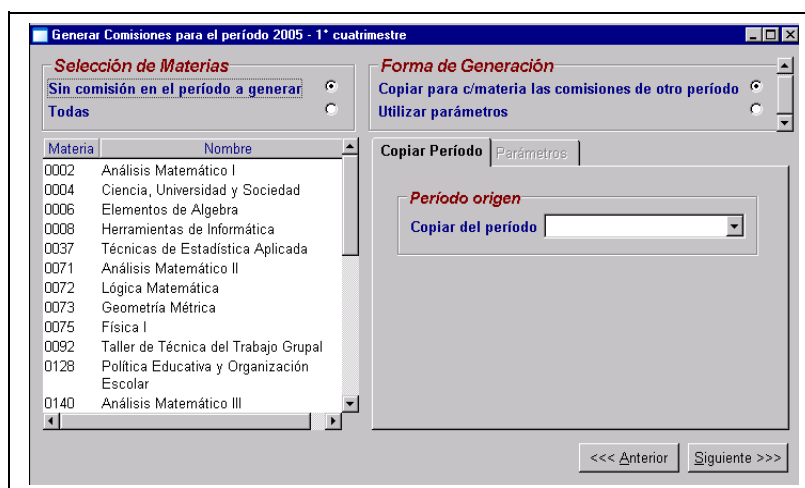 Generar Comisiones para el período 2005 - 1° cuatrimestre
Selección de Materias
Sin comisión en el período a generar
Todas
Forma de Generación
Copiar para c/materia las comisiones de otro período
Utilizar parámetros
Materia Nombre
0002 Análisis Matemático I
0004 Ciencia, Universidad y Sociedad
0006 Elementos de Algebra
0008 Herramientas de Informática
0037 Técnicas de Estadística Aplicada
0071 Análisis Matemático II
0072 Lógica Matemática
0073 Geometría Métrica
0075 Física I
0092 Taller de Técnica del Trabajo Grupal
0128 Política Educativa y Organización
Escolar
0140 Análisis Matemático III
Copiar Período Parámetros
Período origen
Copiar del período
<<< Anterior Siguiente >>>